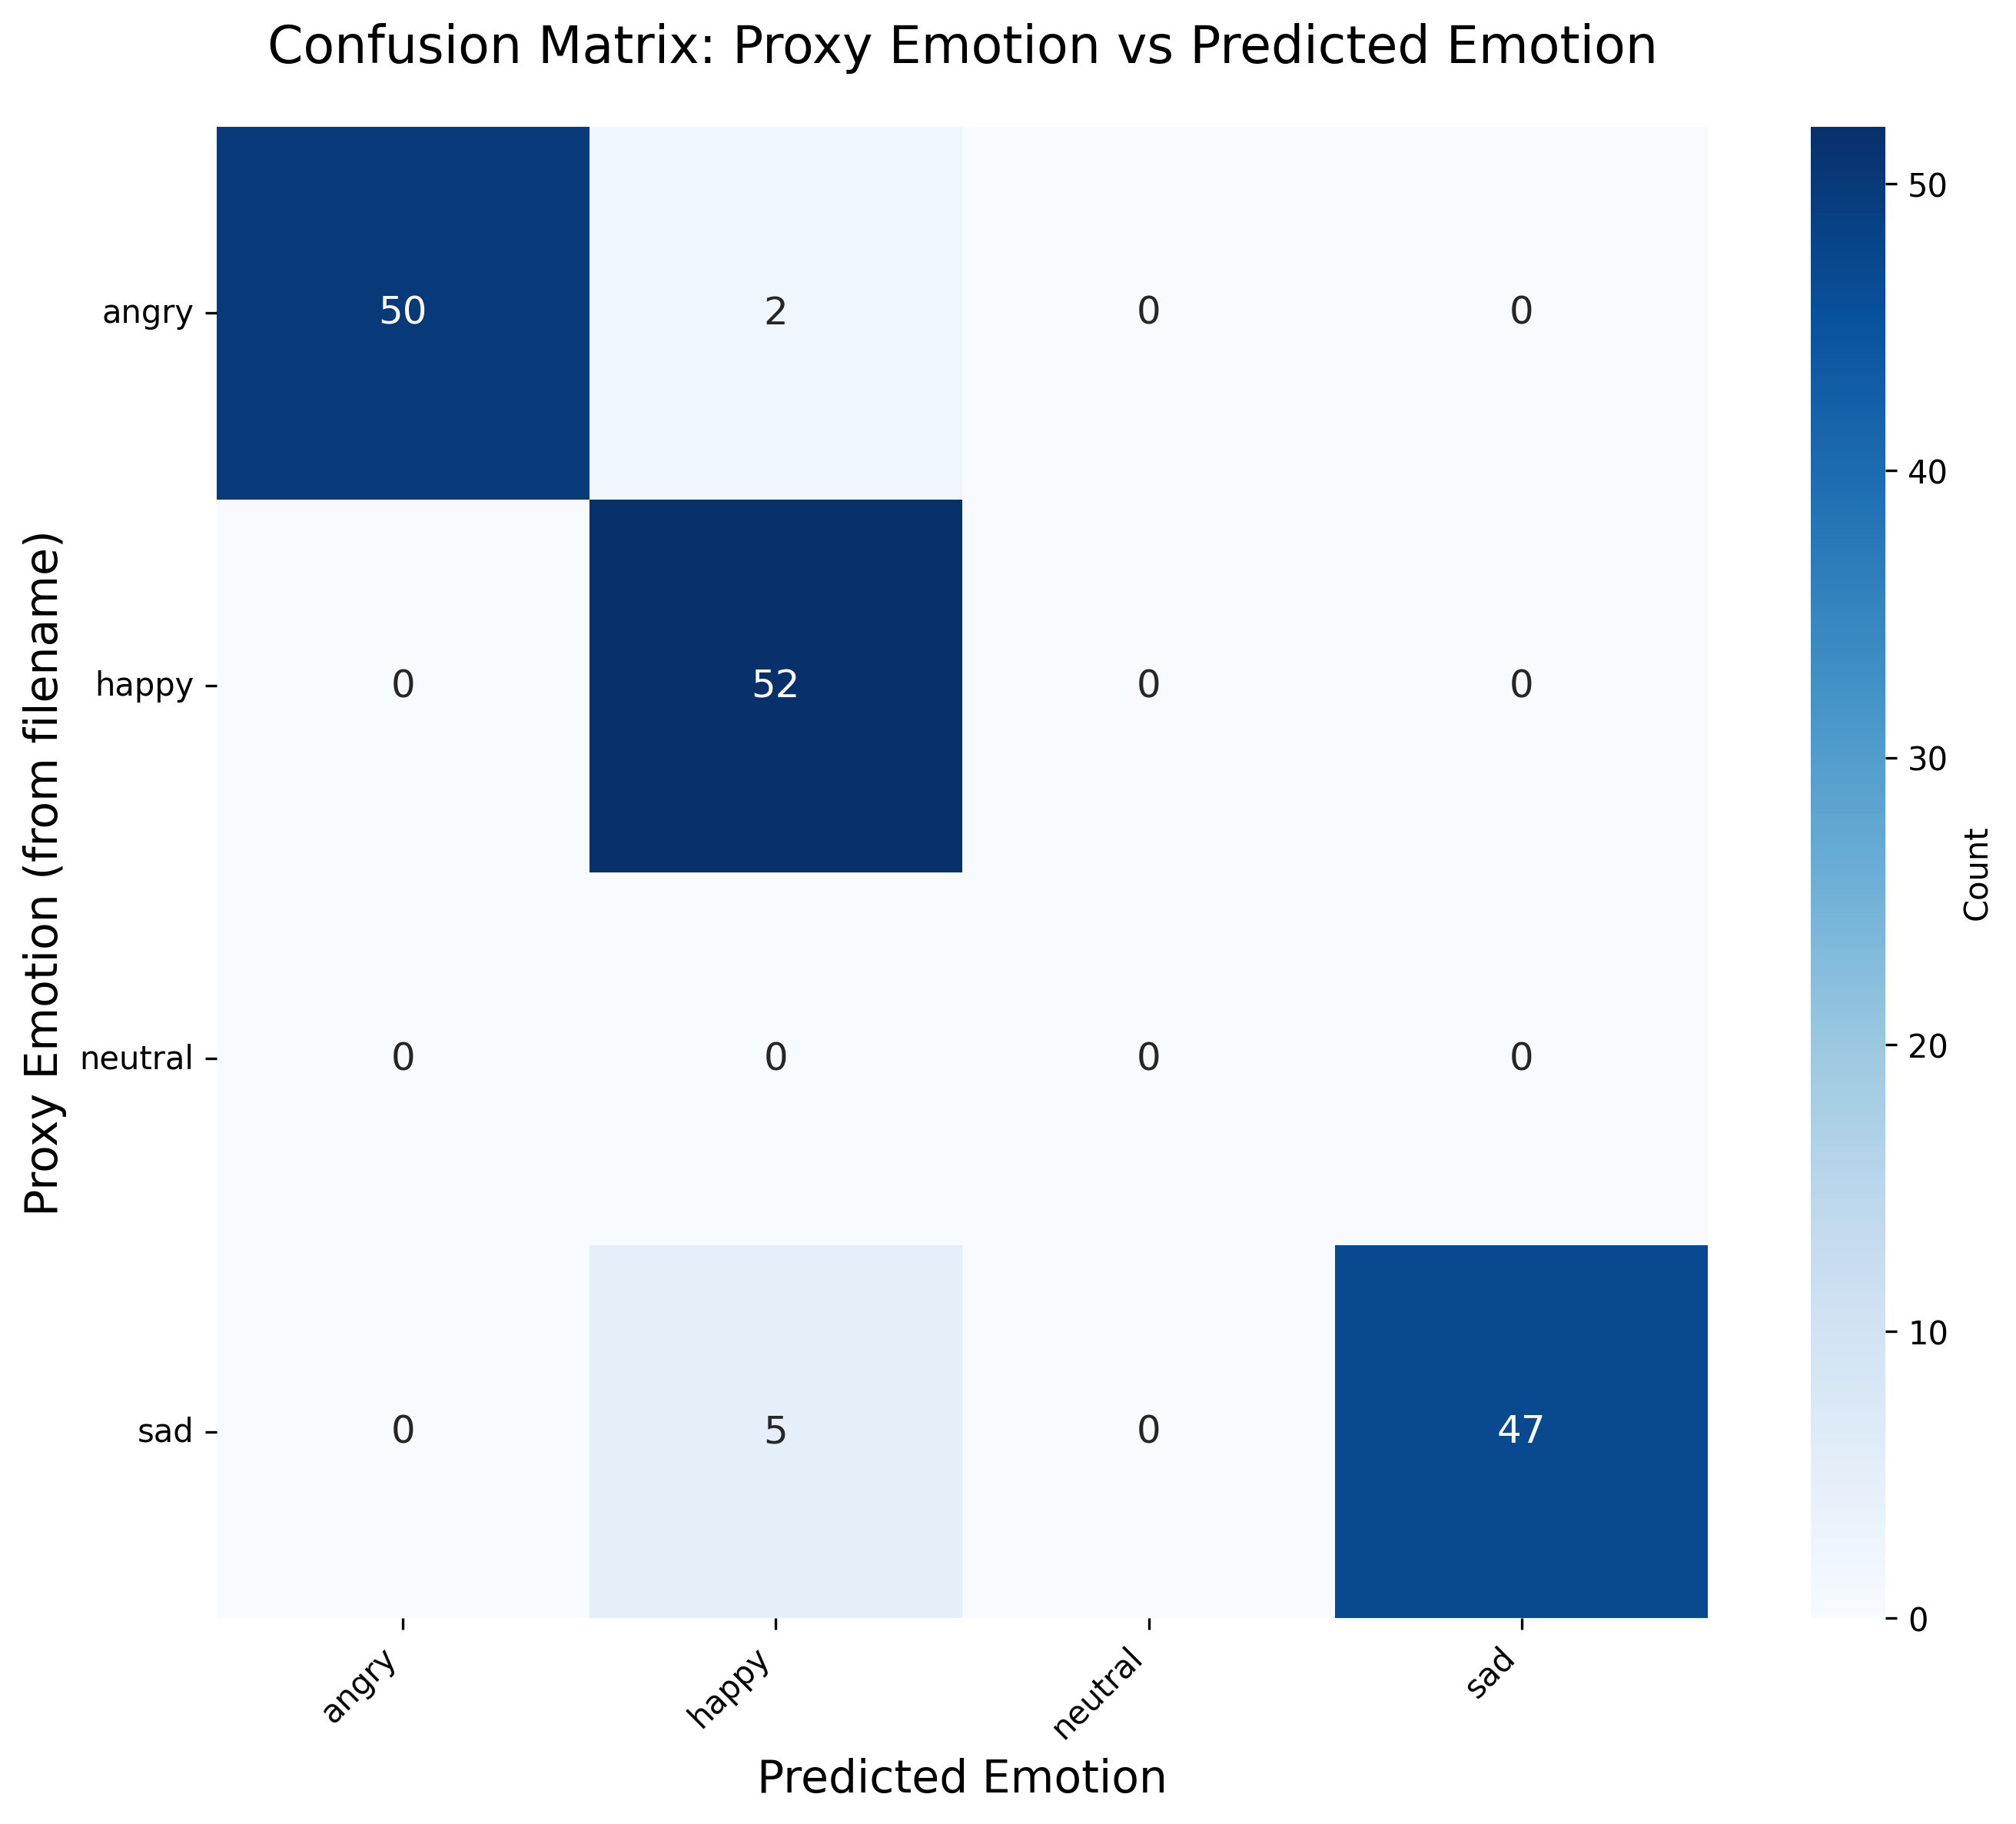 Confusion Matrix: Proxy Emotion vs Predicted Emotion
Proxy Emotion (from filename)
angry 50 2 0 0
happy 0 52 0 0
neutral 0 0 0 0
sad 0 5 0 47
angry happy neutral sad
Predicted Emotion
50
40
30
20
10
0
Count